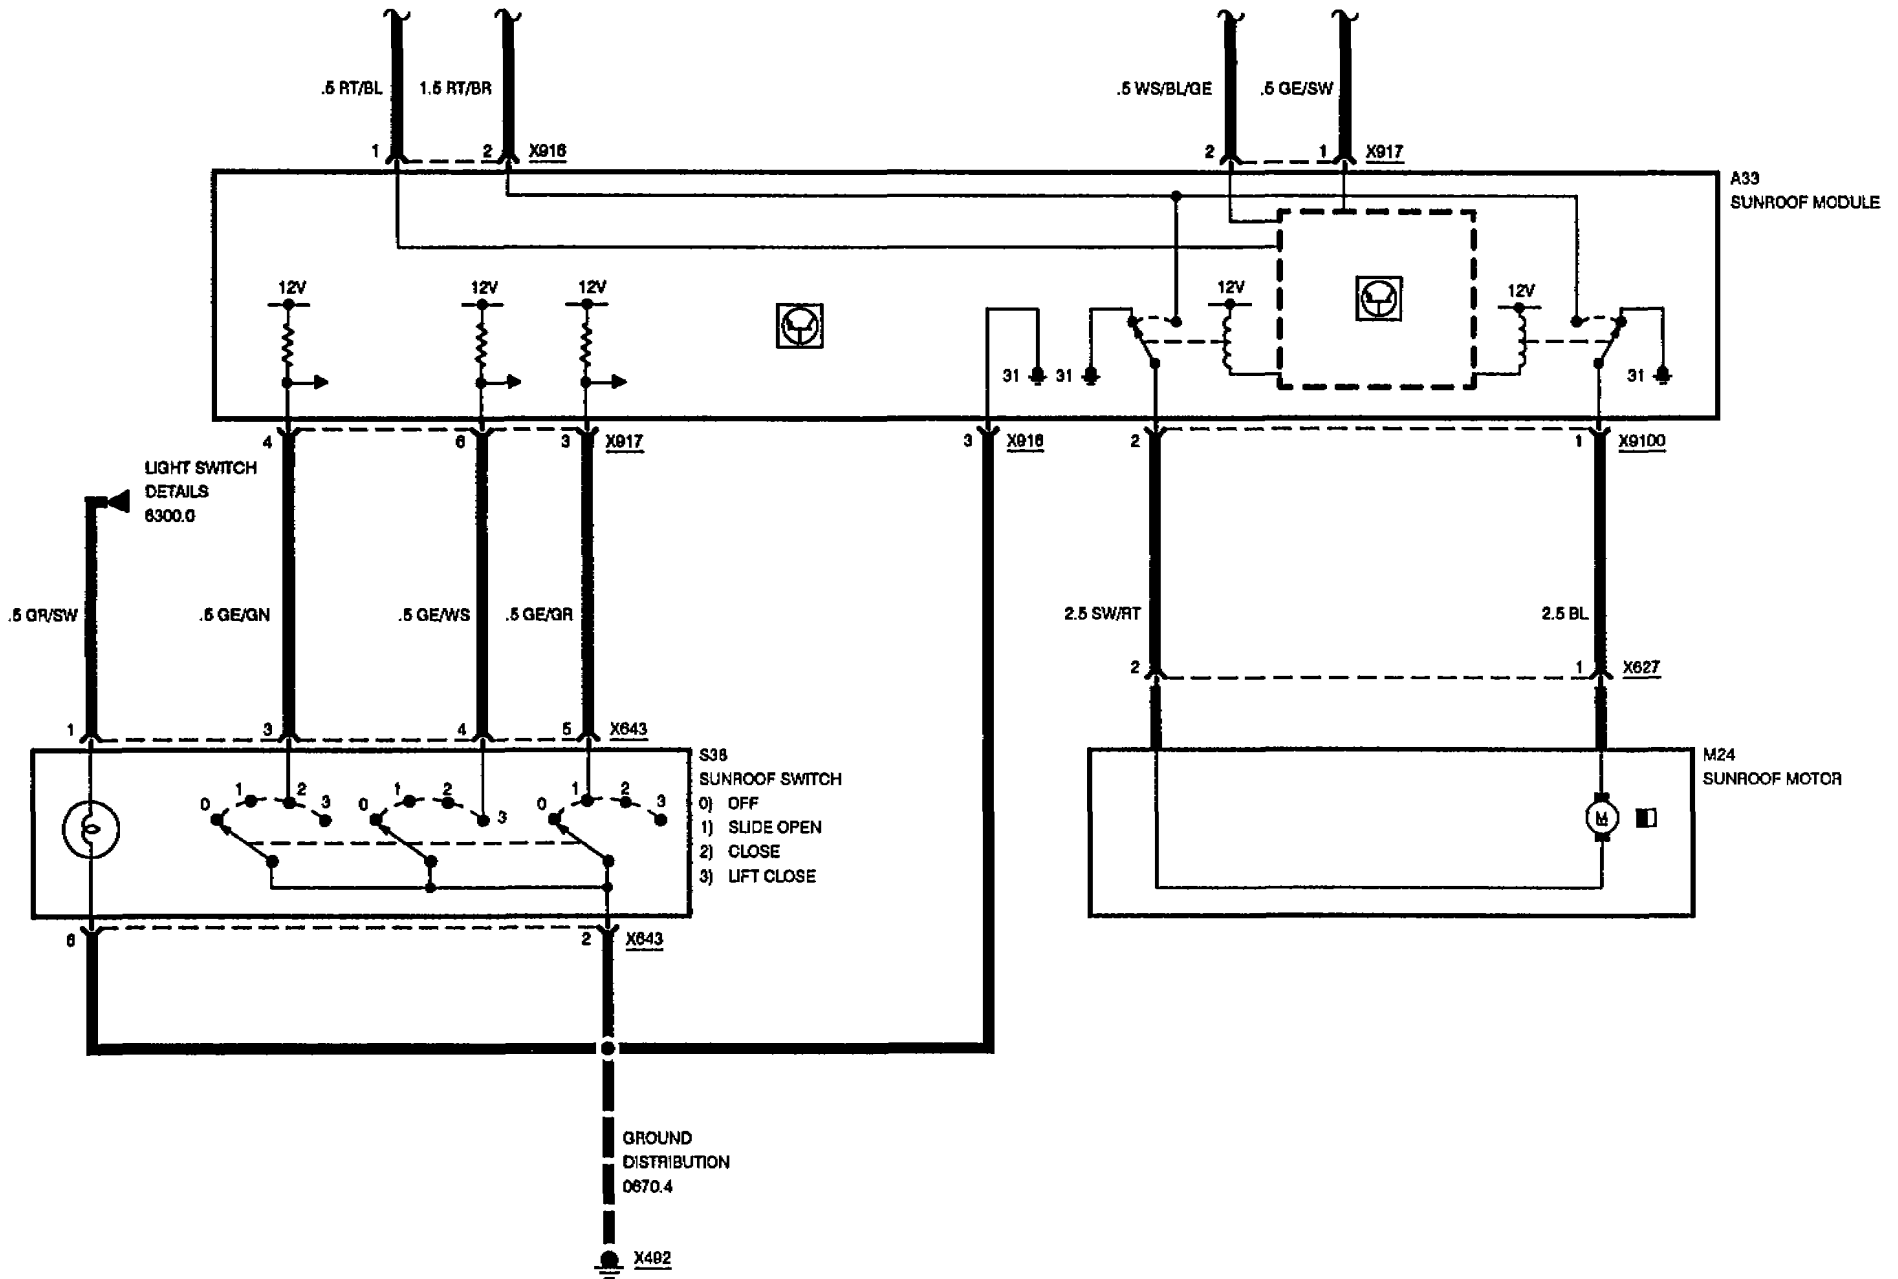 .5 RT/BL 1.5 RT/BR .5 WS/BL/GE .5 GE/SW
1 2 X916 2 1 X917
A33
SUNROOF MODULE
12V 12V 12V 12V 12V
31 31 31
4 6 3 X917 3 X916 2 1 X9100
LIGHT SWITCH
DETAILS
6300.0
.5 GR/SW .5 GE/GN .5 GE/WS .5 GE/GR 2.5 SW/RT 2.5 BL
2 1 X627
1 3 4 5 X643
S36
SUNROOF SWITCH
0) OFF
1) SLIDE OPEN
2) CLOSE
3) LIFT CLOSE
0 1 2 3 0 1 2 3 0 1 2 3
M24
SUNROOF MOTOR
M
6 2 X643
GROUND
DISTRIBUTION
0670.4
X492